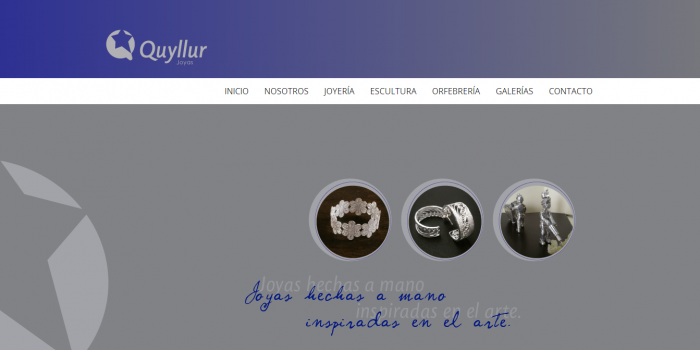 Quyllur
Joyas
INICIO NOSOTROS JOYERÍA ESCULTURA ORFEBRERÍA GALERÍAS CONTACTO
Joyas hechas a mano
inspiradas en el arte.
Joyas hechas a mano
inspiradas en el arte.